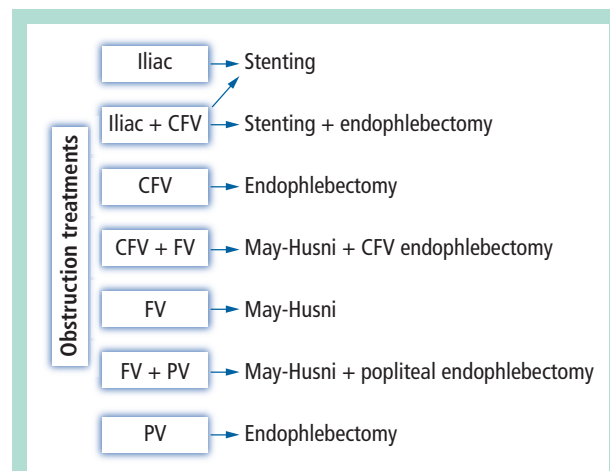 Obstruction treatments
Iliac
Stenting
Iliac + CFV
Stenting + endophlebectomy
CFV
Endophlebectomy
CFV + FV
May-Husni + CFV endophlebectomy
FV
May-Husni
FV + PV
May-Husni + popliteal endophlebectomy
PV
Endophlebectomy